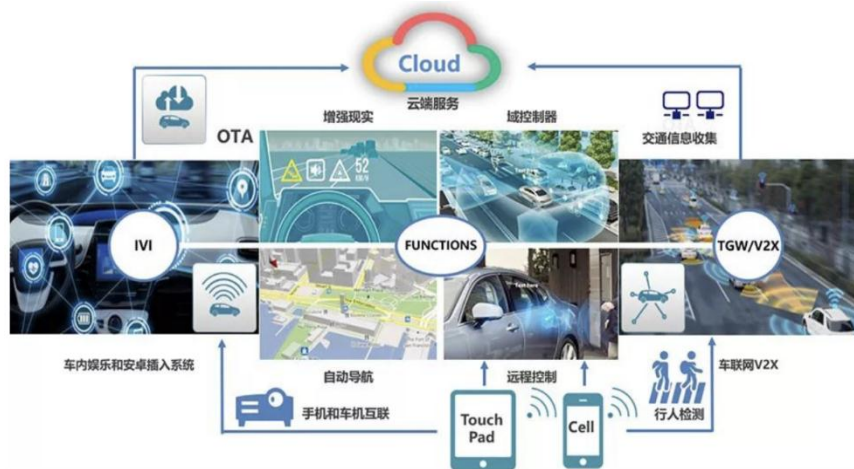 Cloud
云端服务
增强现实
域控制器
OTA
交通信息收集
52
IVI
FUNCTIONS
TGW/V2X
Text here
车内娱乐和安卓插入系统
自动导航
远程控制
车联网V2X
手机和车机互联
Touch
Pad
Cell
行人检测